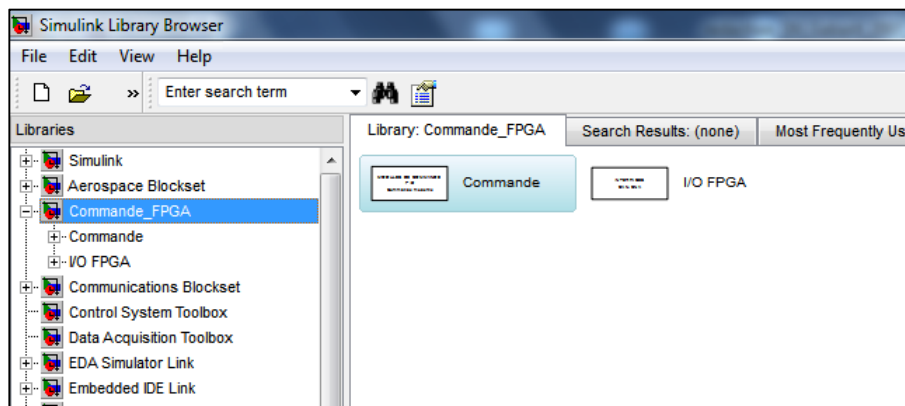 Simulink Library Browser
File Edit View Help
» Enter search term
Libraries
Library: Commande_FPGA Search Results: (none) Most Frequently Us
Simulink
Aerospace Blockset
Commande_FPGA
Commande
I/O FPGA
Communications Blockset
Control System Toolbox
Data Acquisition Toolbox
EDA Simulator Link
Embedded IDE Link
Commande
I/O FPGA